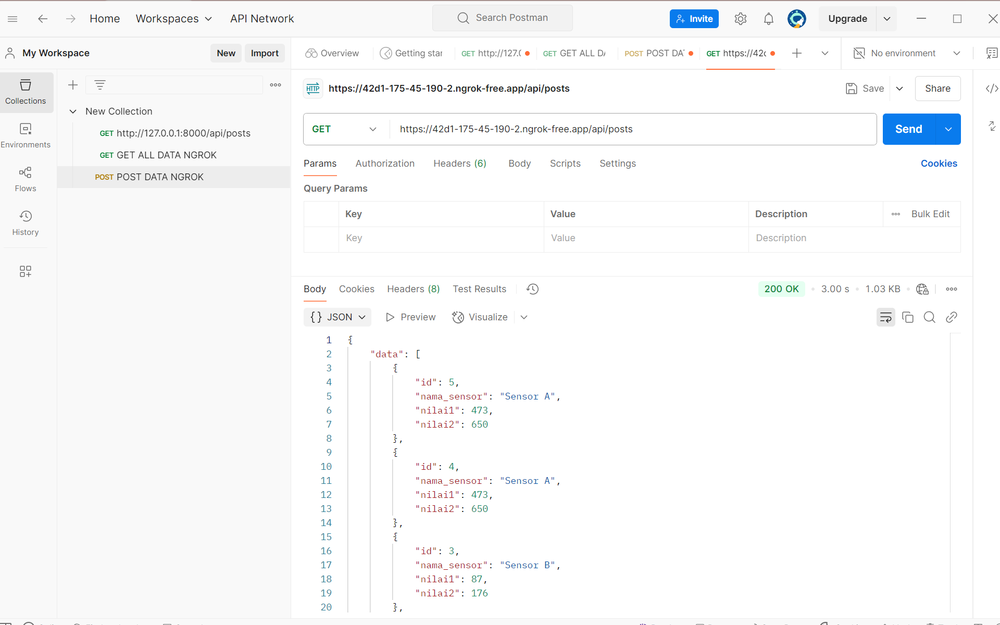 Home Workspaces API Network Search Postman Invite Upgrade
My Workspace New Import
Overview Getting star GET http://127.0 GET GET ALL DA POST POST DAT GET https://42d No environment
Collections
Environments
Flows
History
New Collection
GET http://127.0.0.1:8000/api/posts
GET GET ALL DATA NGROK
POST POST DATA NGROK
HTTP https://42d1-175-45-190-2.ngrok-free.app/api/posts Save Share
GET https://42d1-175-45-190-2.ngrok-free.app/api/posts Send
Params Authorization Headers (6) Body Scripts Settings Cookies
Query Params
Key Value Description Bulk Edit
Key Value Description
Body Cookies Headers (8) Test Results 200 OK 3.00 s 1.03 KB
{} JSON Preview Visualize
1 {
2 "data": [
3 {
4 "id": 5,
5 "nama_sensor": "Sensor A",
6 "nilai1": 473,
7 "nilai2": 650
8 },
9 {
10 "id": 4,
11 "nama_sensor": "Sensor A",
12 "nilai1": 473,
13 "nilai2": 650
14 },
15 {
16 "id": 3,
17 "nama_sensor": "Sensor B",
18 "nilai1": 87,
19 "nilai2": 176
20 },